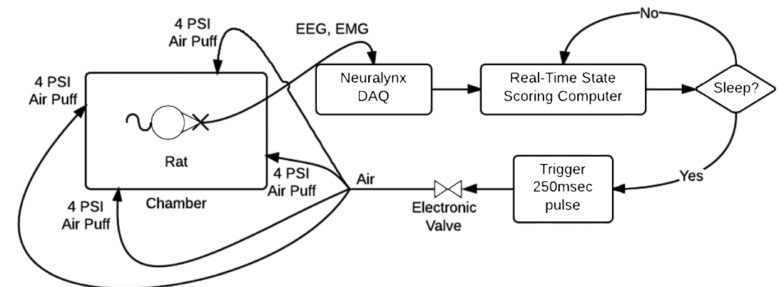 4 PSI
Air Puff
EEG, EMG
No
4 PSI
Air Puff
Neuralynx
DAQ
Real-Time State
Scoring Computer
Sleep?
Rat
4 PSI
Air Puff
Air
Trigger
250msec
pulse
Yes
4 PSI
Air Puff
Chamber
Electronic
Valve